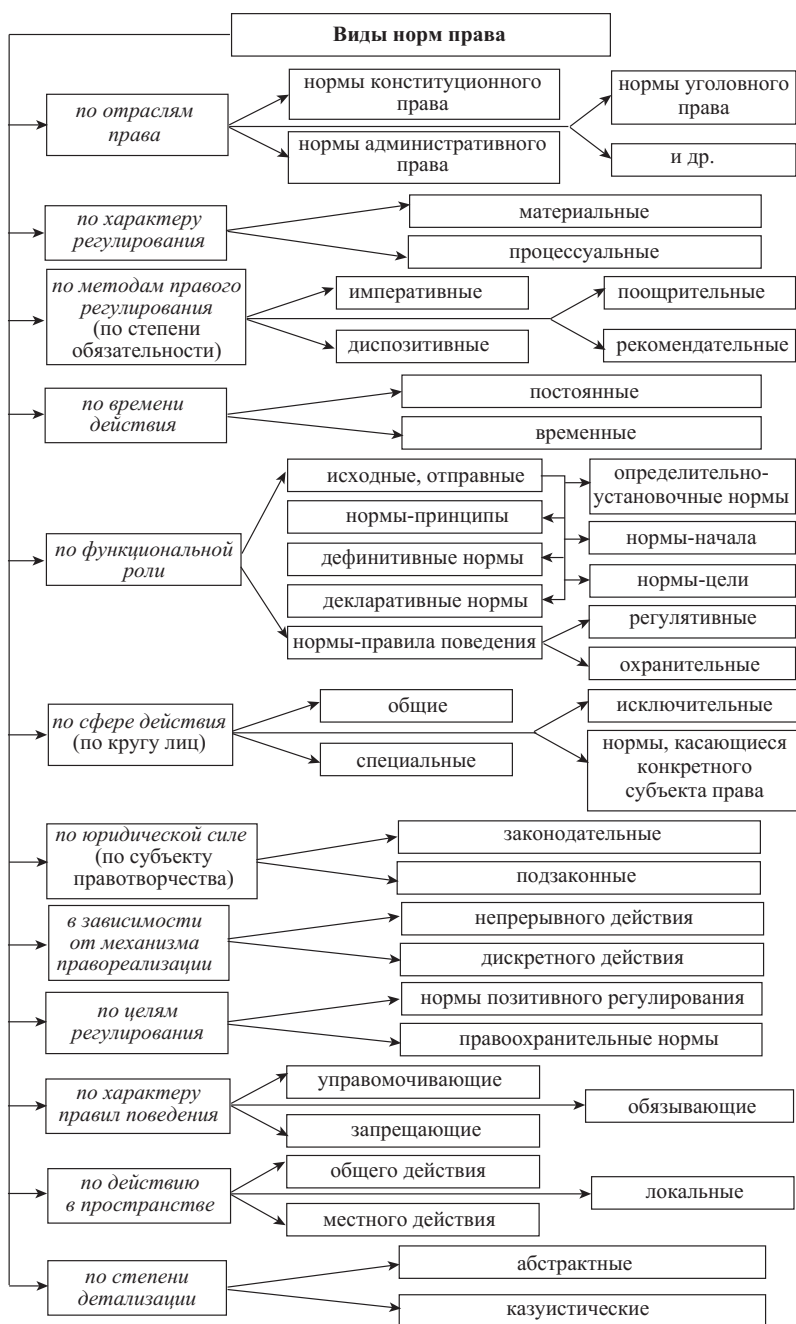 Виды норм права
по отраслям
права
нормы конституционного
права
нормы административного
права
нормы уголовного
права
и др.
по характеру
регулирования
материальные
процессуальные
по методам правого
регулирования
(по степени
обязательности)
императивные
диспозитивные
поощрительные
рекомендательные
по времени
действия
постоянные
временные
по функциональной
роли
исходные, отправные
нормы-принципы
дефинитивные нормы
декларативные нормы
нормы-правила поведения
определительно-
установочные нормы
нормы-начала
нормы-цели
регулятивные
охранительные
по сфере действия
(по кругу лиц)
общие
специальные
исключительные
нормы, касающиеся
конкретного
субъекта права
по юридической силе
(по субъекту
правотворчества)
законодательные
подзаконные
в зависимости
от механизма
правореализации
непрерывного действия
дискретного действия
по целям
регулирования
нормы позитивного регулирования
правоохранительные нормы
по характеру
правил поведения
управомочивающие
запрещающие
обязывающие
по действию
в пространстве
общего действия
местного действия
локальные
по степени
детализации
абстрактные
казуистические